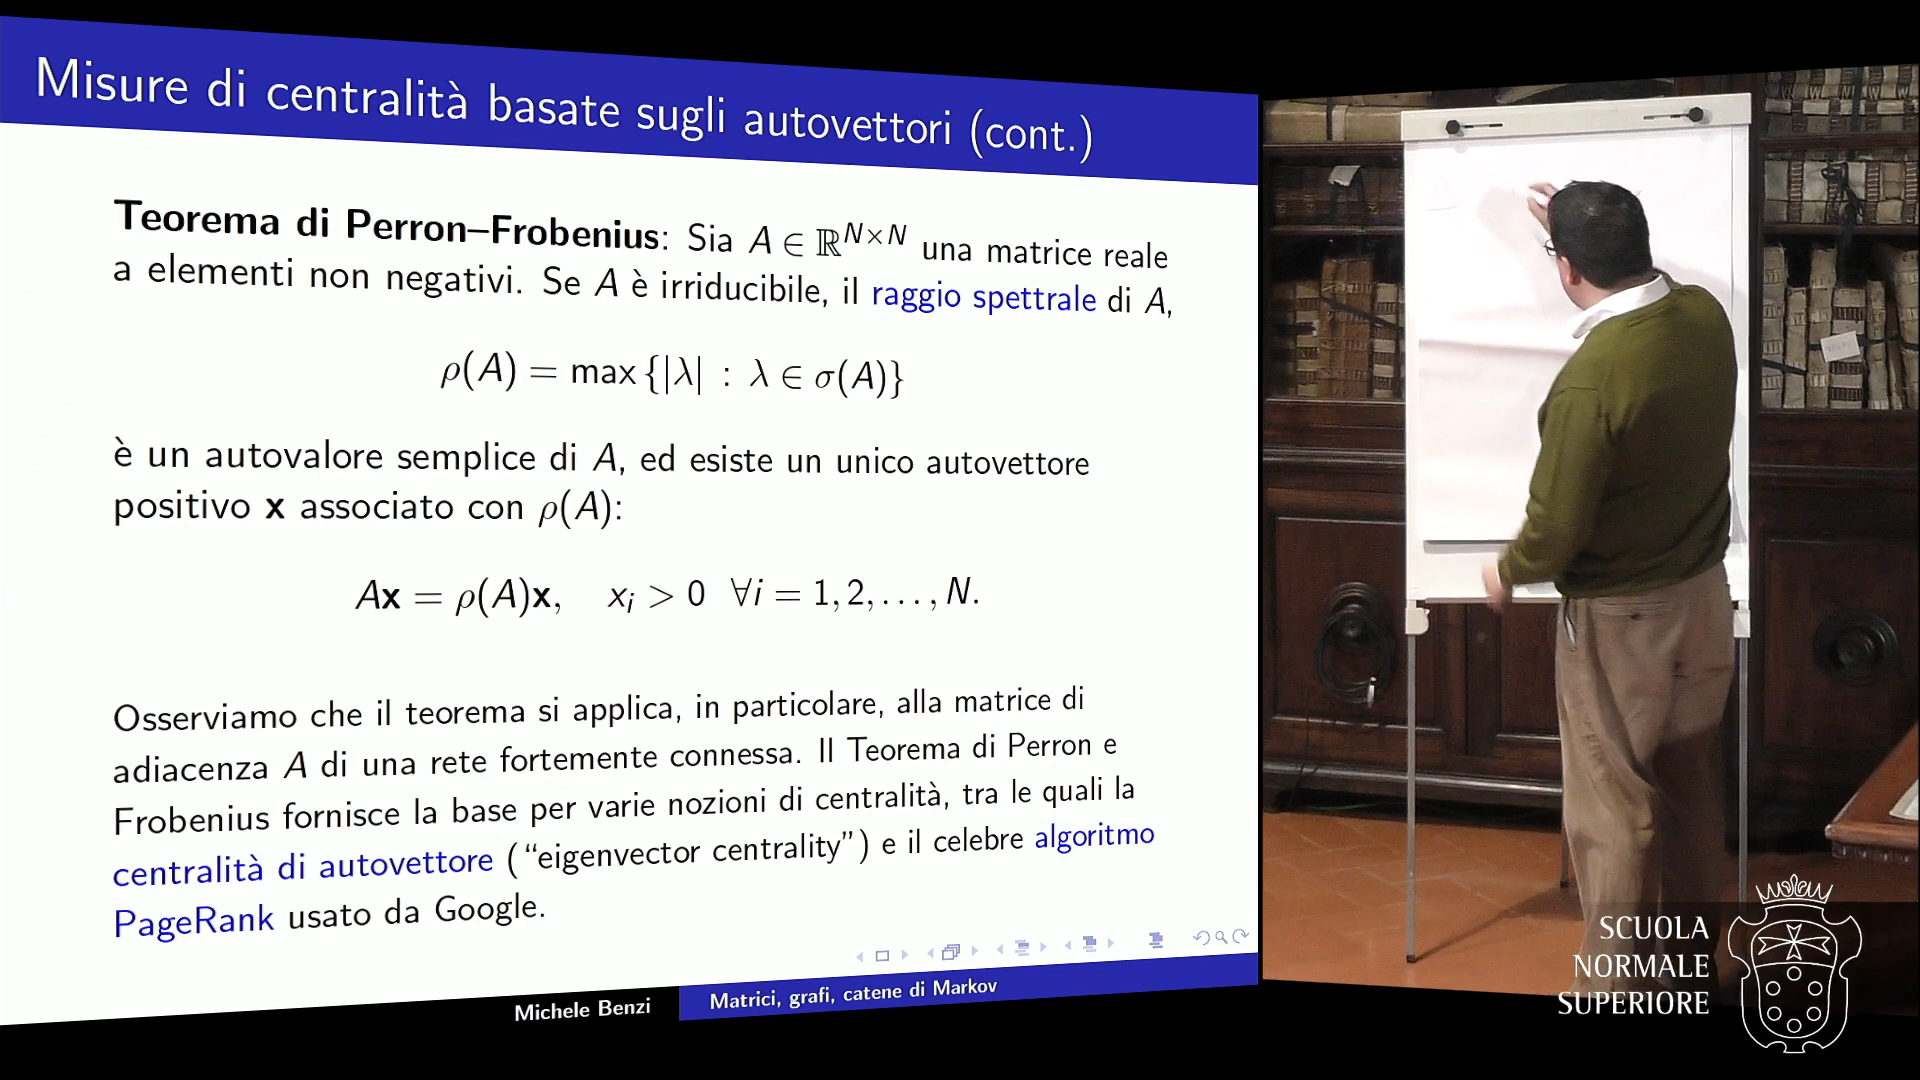 Misure di centralità basate sugli autovettori (cont.)
Teorema di Perron–Frobenius: Sia A ∈ ℝ^{N×N} una matrice reale
a elementi non negativi. Se A è irriducibile, il raggio spettrale di A,
ρ(A) = max {|λ| : λ ∈ σ(A)}
è un autovalore semplice di A, ed esiste un unico autovettore
positivo x associato con ρ(A):
Ax = ρ(A)x, x_i > 0 ∀i = 1, 2, . . . , N.
Osserviamo che il teorema si applica, in particolare, alla matrice di
adiacenza A di una rete fortemente connessa. Il Teorema di Perron e
Frobenius fornisce la base per varie nozioni di centralità, tra le quali la
centralità di autovettore (“eigenvector centrality”) e il celebre algoritmo
PageRank usato da Google.
Michele Benzi
Matrici, grafi, catene di Markov
SCUOLA
NORMALE
SUPERIORE